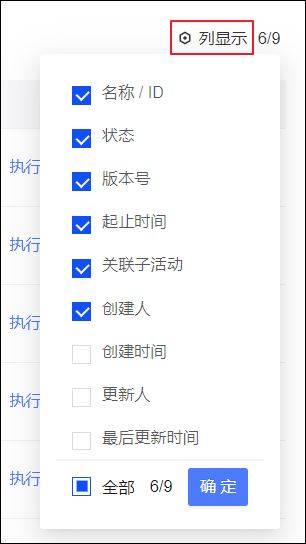 列显示 6/9
名称 / ID
状态
执行
版本号
起止时间
执行
关联子活动
创建人
执行
创建时间
更新人
执行
最后更新时间
执行
全部 6/9 确 定